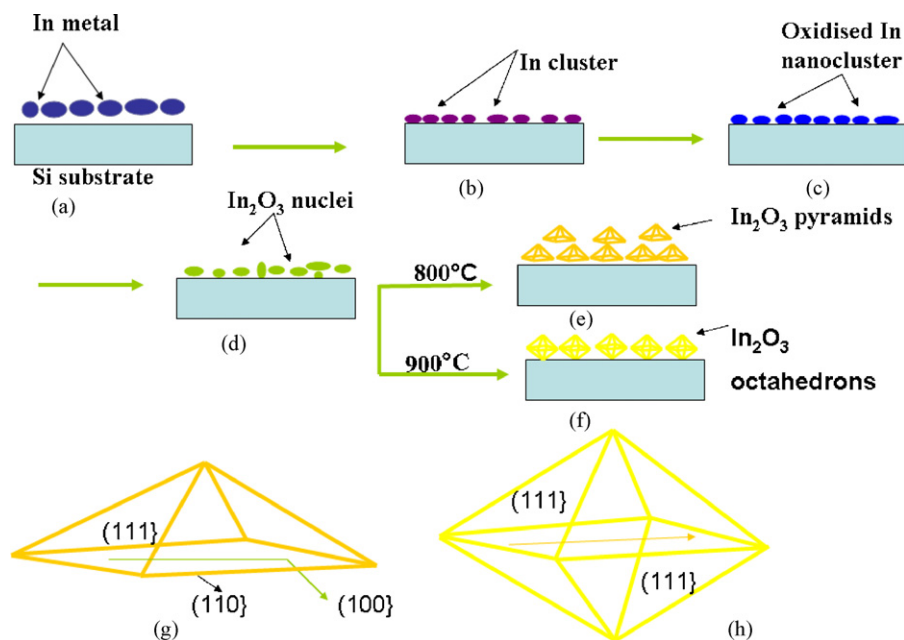 In metal
Si substrate
(a)
In cluster
(b)
Oxidised In
nanocluster
(c)
In₂O₃ nuclei
(d)
800°C
In₂O₃ pyramids
(e)
900°C
In₂O₃
octahedrons
(f)
(111}
(110}
(100}
(g)
(111}
(111}
(h)